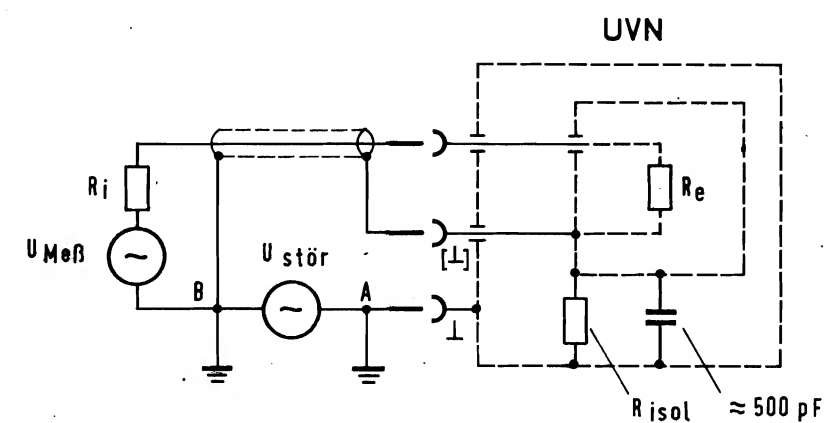 UVN
Ri
Re
U Meß
U stör
[⊥]
B
A
⊥
R isol
≈ 500 pF